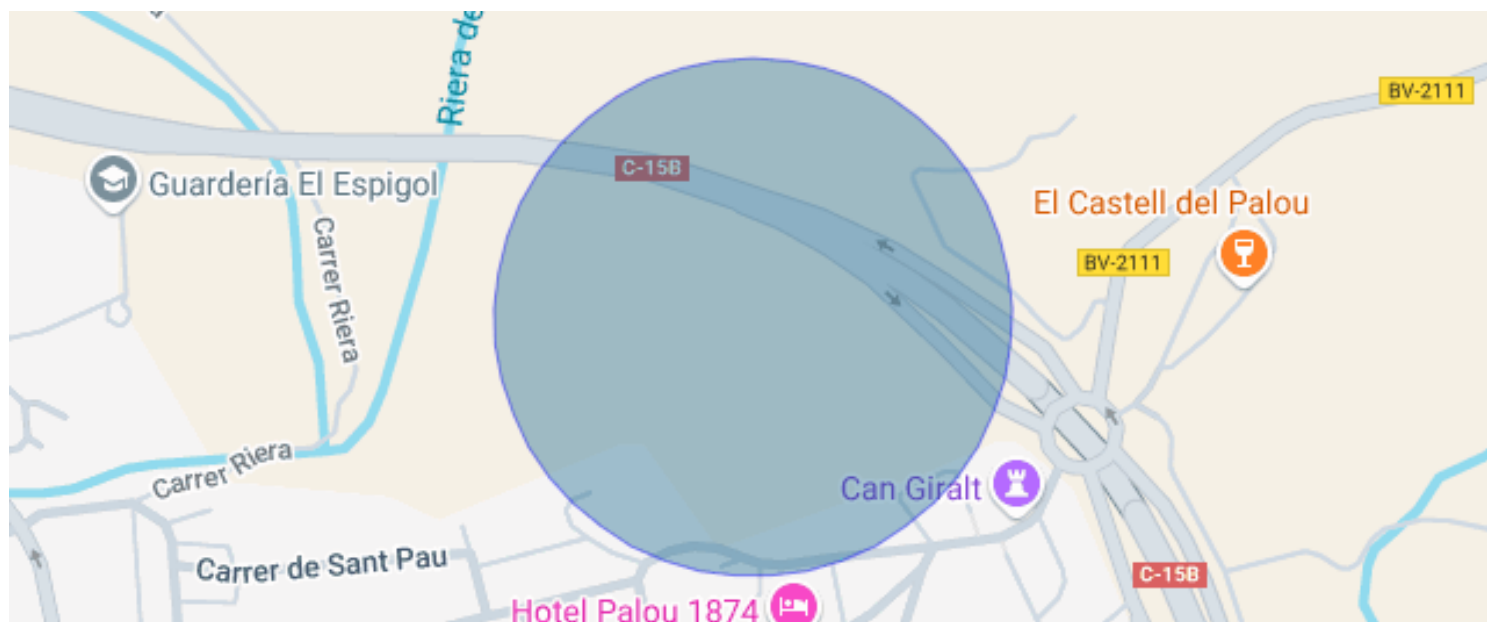 Riera de
BV-2111
C-15B
Guardería El Espigol
El Castell del Palou
Carrer Riera
BV-2111
Carrer Riera
Can Giralt
Carrer de Sant Pau
C-15B
Hotel Palou 1874